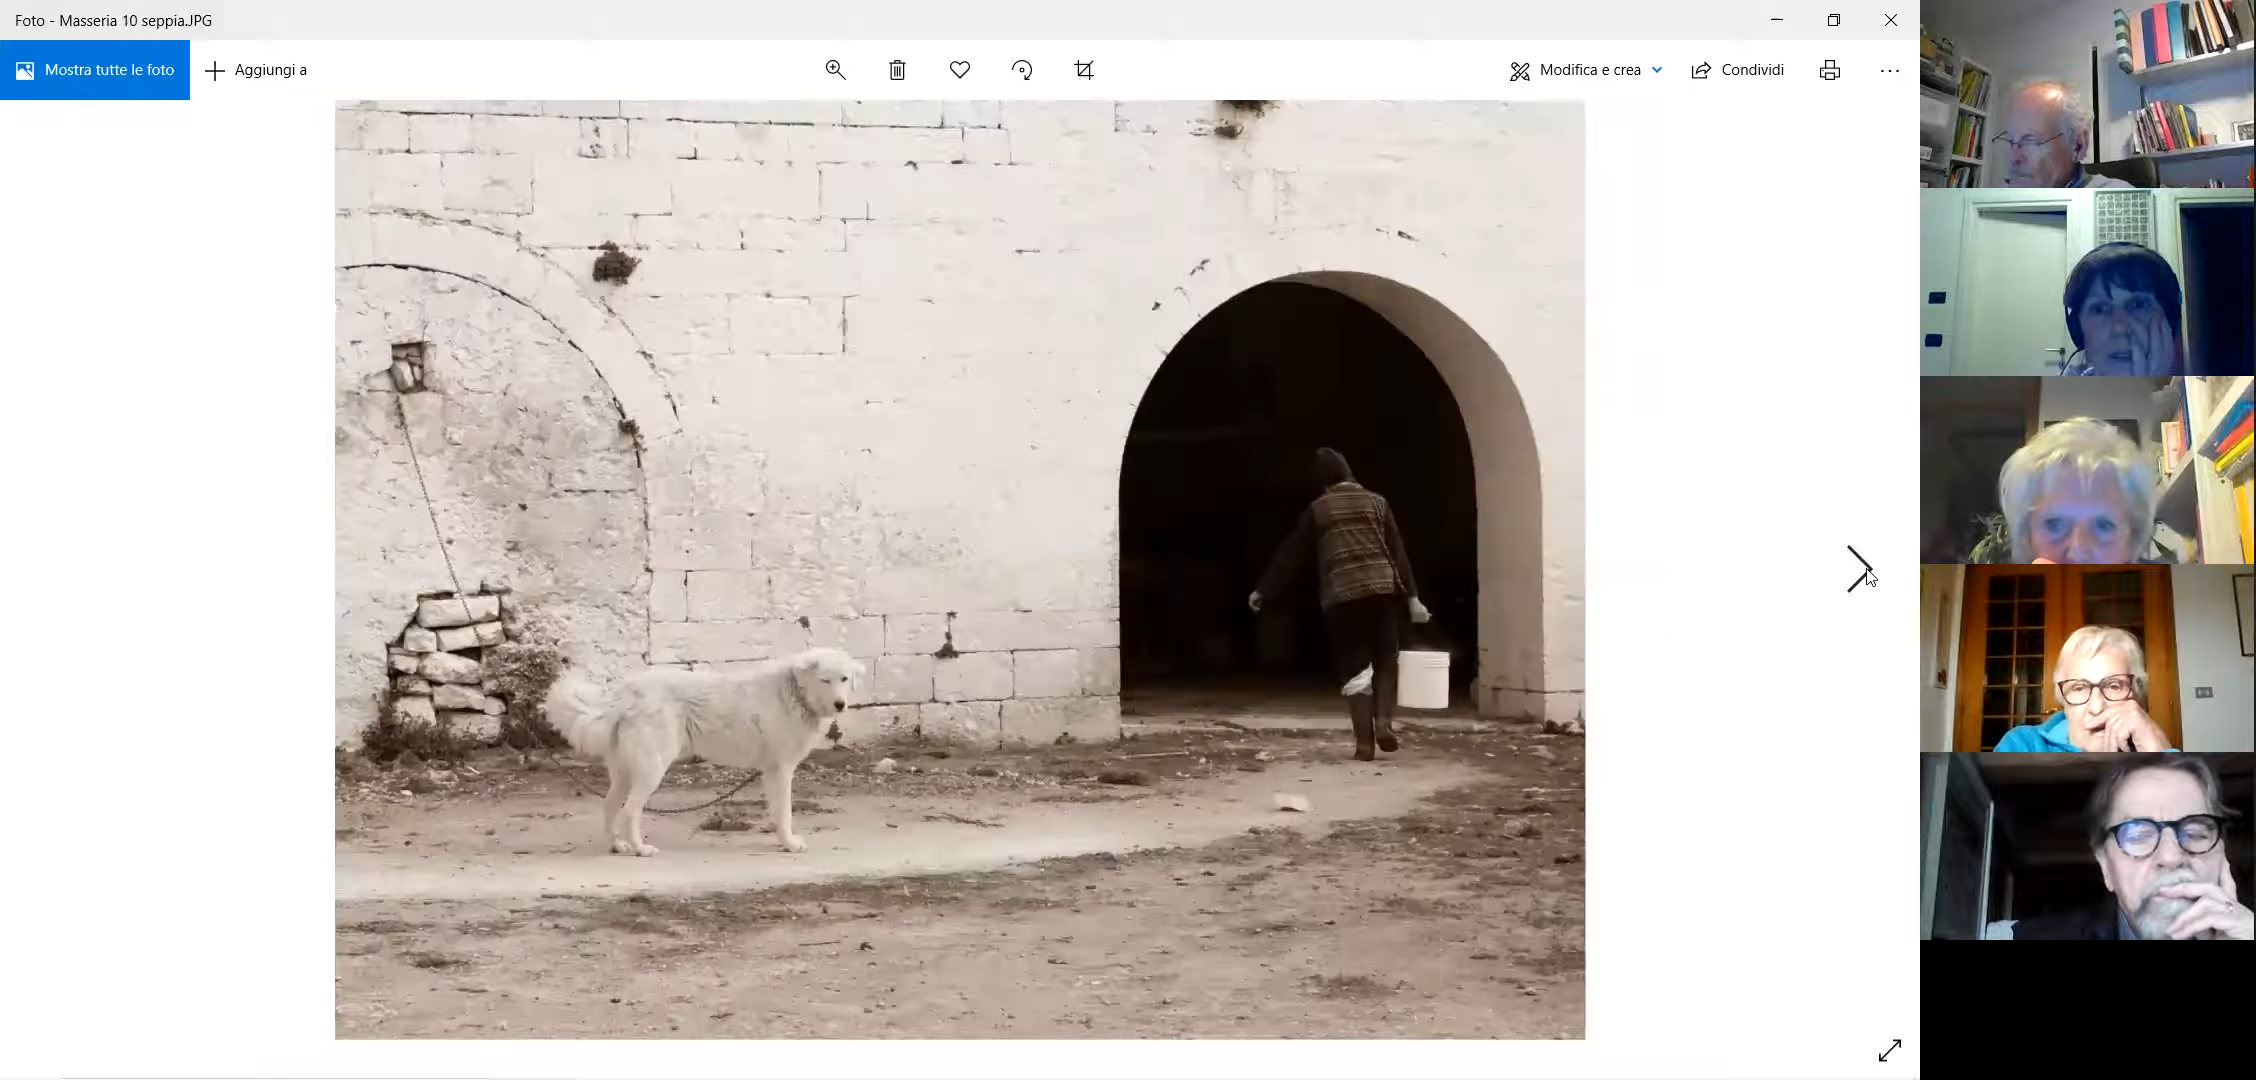 Foto - Masseria 10 seppia.JPG
Mostra tutte le foto
Aggiungi a
Modifica e crea
Condividi